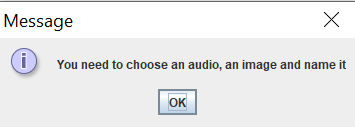 Message
You need to choose an audio, an image and name it
OK